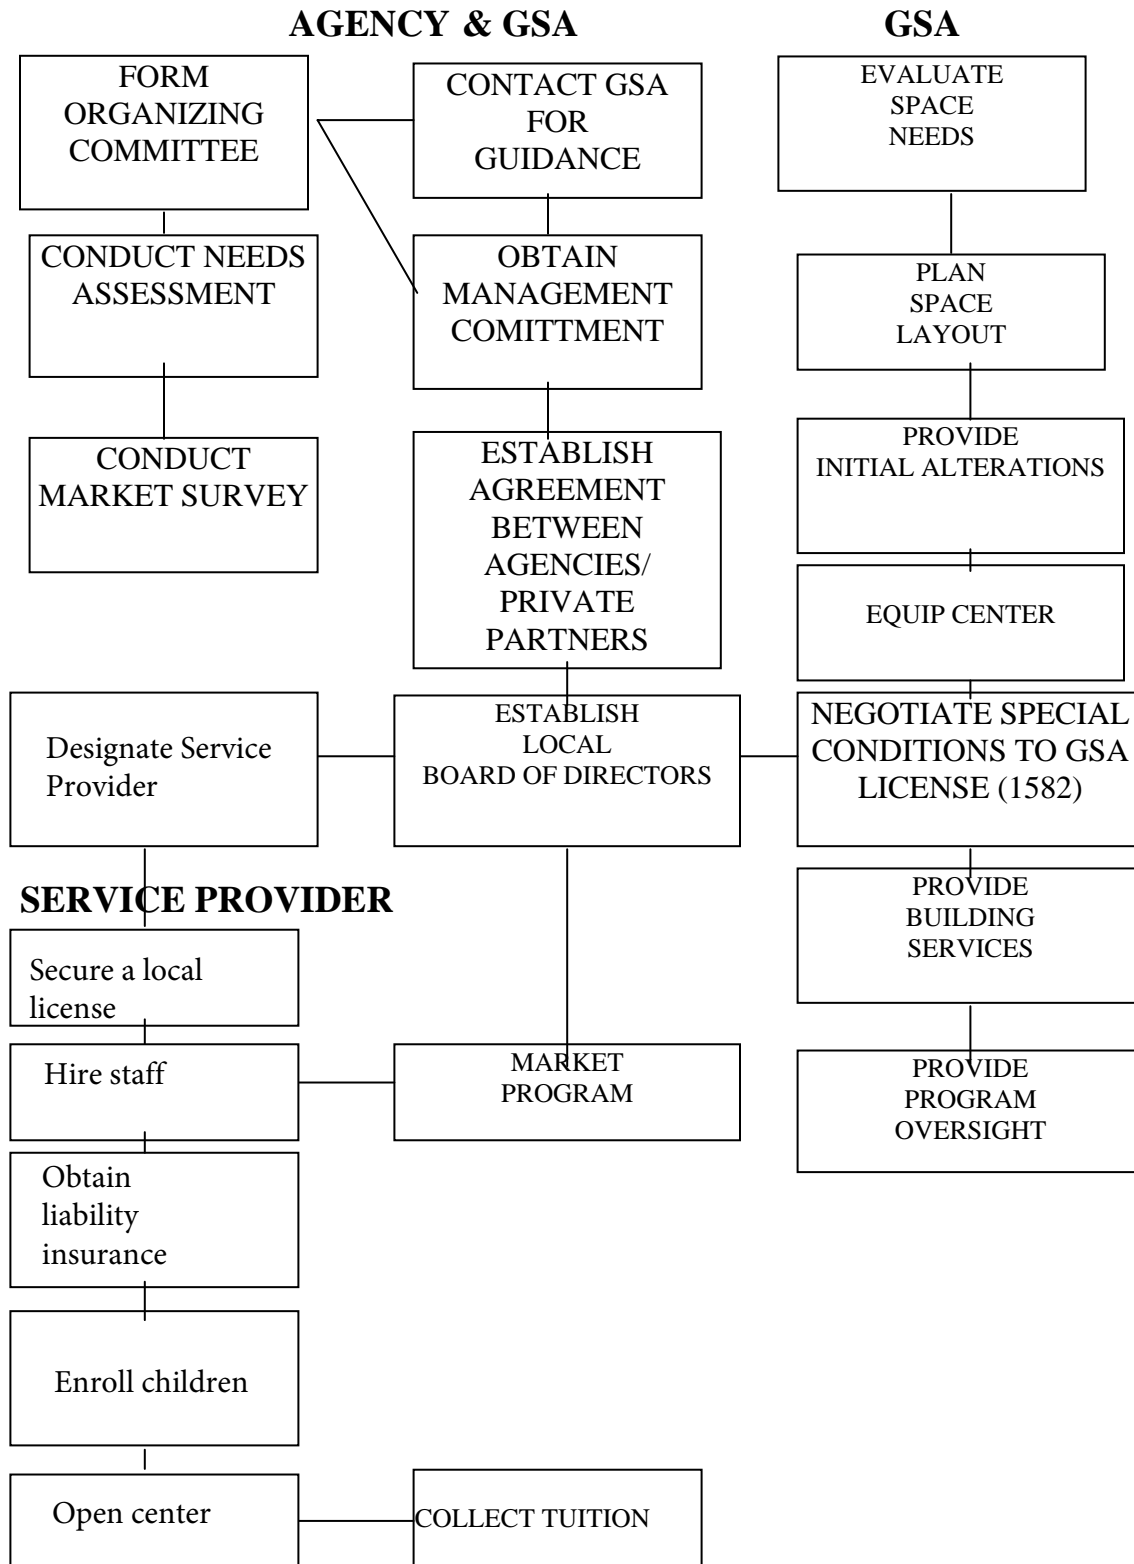 AGENCY & GSA
GSA
FORM
ORGANIZING
COMMITTEE
CONTACT GSA
FOR
GUIDANCE
EVALUATE
SPACE
NEEDS
CONDUCT NEEDS
ASSESSMENT
OBTAIN
MANAGEMENT
COMITTMENT
PLAN
SPACE
LAYOUT
CONDUCT
MARKET SURVEY
ESTABLISH
AGREEMENT
BETWEEN
AGENCIES/
PRIVATE
PARTNERS
PROVIDE
INITIAL ALTERATIONS
EQUIP CENTER
Designate Service
Provider
ESTABLISH
LOCAL
BOARD OF DIRECTORS
NEGOTIATE SPECIAL
CONDITIONS TO GSA
LICENSE (1582)
SERVICE PROVIDER
PROVIDE
BUILDING
SERVICES
Secure a local
license
Hire staff
MARKET
PROGRAM
PROVIDE
PROGRAM
OVERSIGHT
Obtain
liability
insurance
Enroll children
Open center
COLLECT TUITION